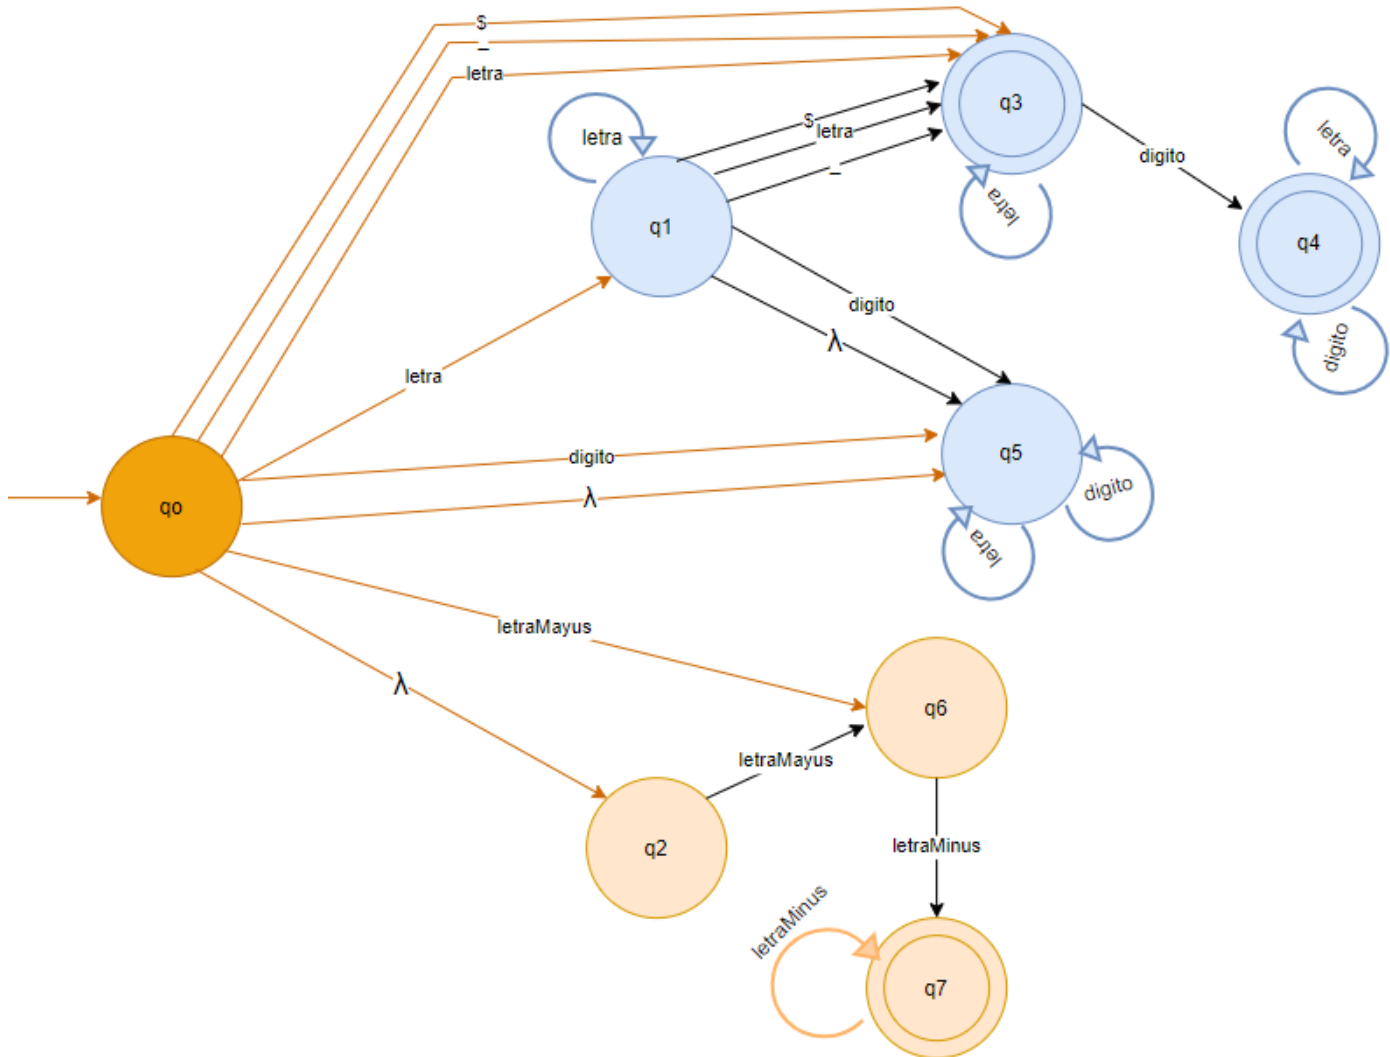 $
_
letra
letra
q3
$
letra
_
digito
letra
letra
q1
q4
digito
λ
digito
letra
digito
λ
q5
digito
letra
qo
letraMayus
λ
q6
letraMayus
q2
letraMinus
letraMinus
q7